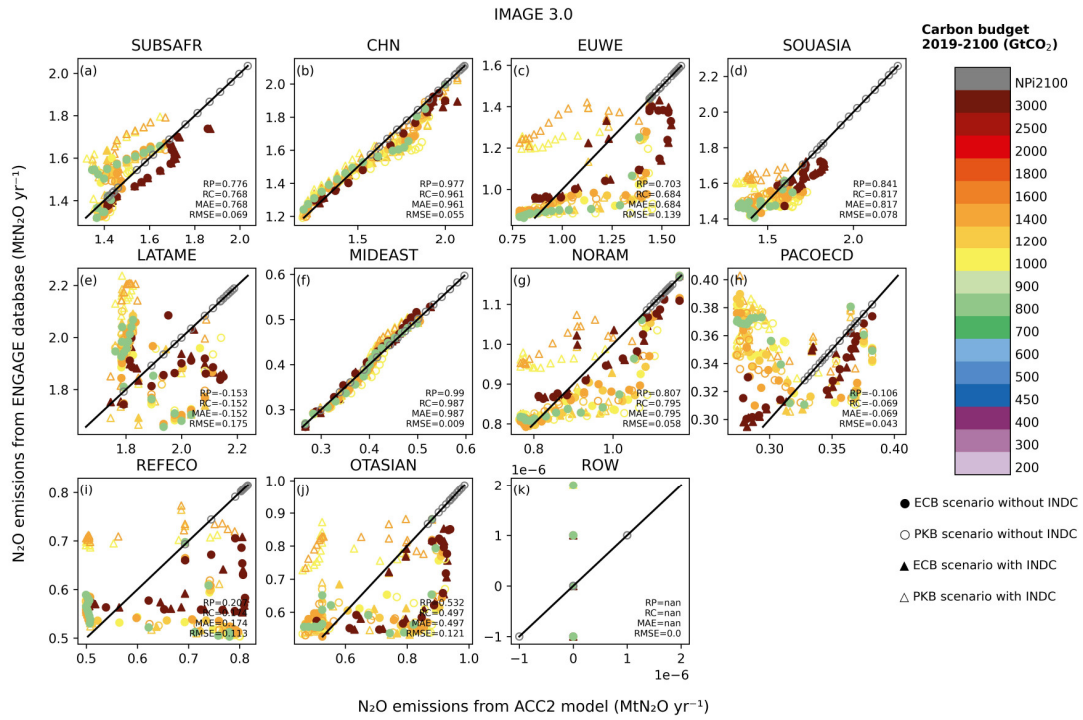 IMAGE 3.0
SUBSAFR
CHN
EUWE
SOUASIA
(a)
2.0
1.8
1.6
1.4
1.4
1.6
1.8
2.0
RP=0.776
RC=0.768
MAE=0.768
RMSE=0.069
(b)
2.0
1.8
1.6
1.4
1.2
1.5
2.0
RP=0.977
RC=0.961
MAE=0.961
RMSE=0.055
(c)
1.6
1.4
1.2
1.0
0.75
1.00
1.25
1.50
RP=0.703
RC=0.684
MAE=0.684
RMSE=0.139
(d)
2.2
2.0
1.8
1.6
1.4
1.5
2.0
RP=0.841
RC=0.817
MAE=0.817
RMSE=0.078
LATAME
MIDEAST
NORAM
PACOECD
(e)
2.2
2.0
1.8
1.8
2.0
2.2
RP=-0.153
RC=-0.152
MAE=-0.152
RMSE=0.175
(f)
0.6
0.5
0.4
0.3
0.3
0.4
0.5
0.6
RP=0.99
RC=0.987
MAE=0.987
RMSE=0.009
(g)
1.1
1.0
0.9
0.8
0.8
1.0
RP=0.807
RC=0.795
MAE=0.795
RMSE=0.058
(h)
0.40
0.38
0.36
0.34
0.32
0.30
0.30
0.35
0.40
RP=-0.106
RC=-0.069
MAE=-0.069
RMSE=0.043
REFECO
OTASIAN
ROW
(i)
0.8
0.7
0.6
0.5
0.5
0.6
0.7
0.8
MAE=0.174
RMSE=0.113
(j)
1.0
0.9
0.8
0.7
0.6
0.6
0.8
1.0
RP=0.532
RC=0.497
MAE=0.497
RMSE=0.121
1e−6
(k)
2
1
0
−1
−1
0
1
2
1e−6
RP=nan
RC=nan
MAE=nan
RMSE=0.0
N₂O emissions from ENGAGE database (MtN₂O yr⁻¹)
N₂O emissions from ACC2 model (MtN₂O yr⁻¹)
Carbon budget
2019-2100 (GtCO₂)
NPi2100
3000
2500
2000
1800
1600
1400
1200
1000
900
800
700
600
500
450
400
300
200
ECB scenario without INDC
PKB scenario without INDC
ECB scenario with INDC
PKB scenario with INDC